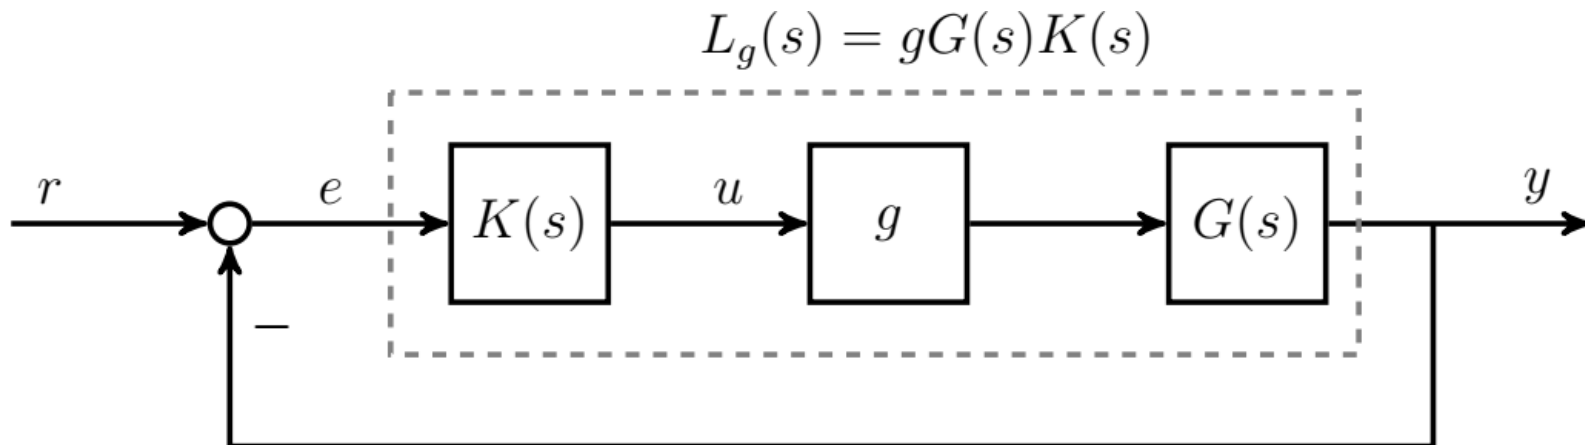 L_g(s) = gG(s)K(s)
r
e
K(s)
u
g
G(s)
y
−